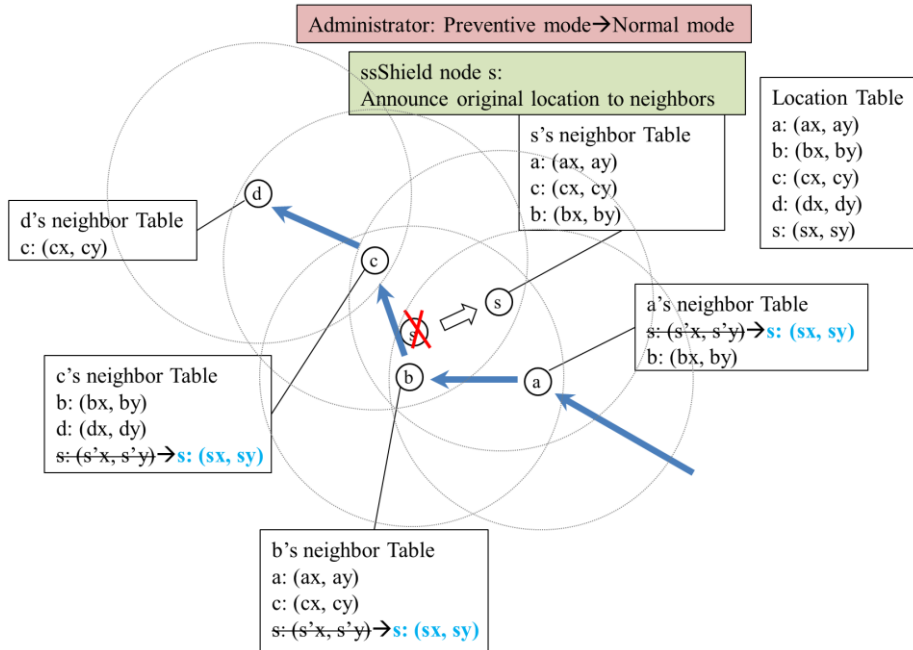 Administrator: Preventive mode→Normal mode
ssShield node s:
Announce original location to neighbors
s's neighbor Table
a: (ax, ay)
c: (cx, cy)
b: (bx, by)
Location Table
a: (ax, ay)
b: (bx, by)
c: (cx, cy)
d: (dx, dy)
s: (sx, sy)
d
d's neighbor Table
c: (cx, cy)
c
s
a's neighbor Table
s: (s'x, s'y)→s: (sx, sy)
b: (bx, by)
b
a
c's neighbor Table
b: (bx, by)
d: (dx, dy)
s: (s'x, s'y)→s: (sx, sy)
b's neighbor Table
a: (ax, ay)
c: (cx, cy)
s: (s'x, s'y)→s: (sx, sy)